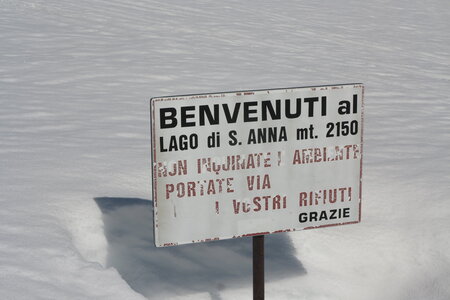 BENVENUTI al
LAGO di S. ANNA mt. 2150
NON INQUINATE L AMBIENTE
PORTATE VIA
I VOSTRI RIFIUTI
GRAZIE